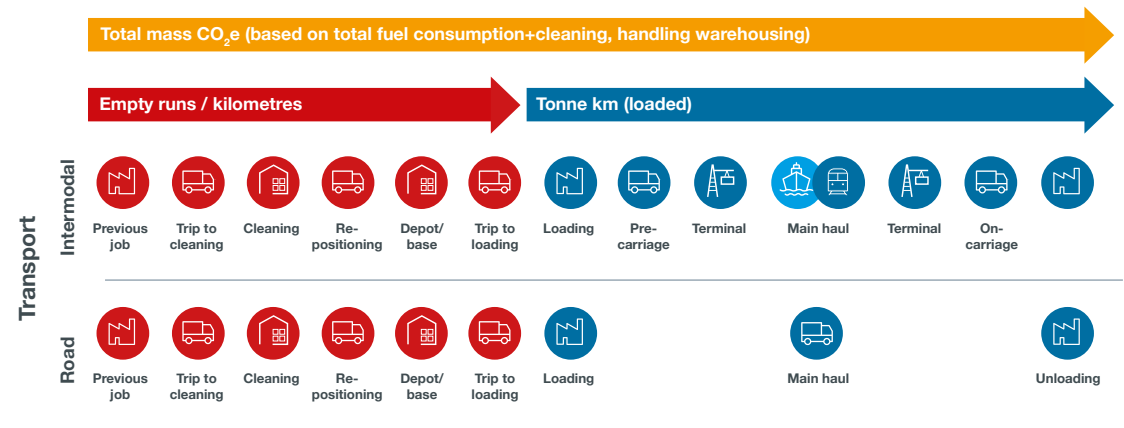 Total mass CO2e (based on total fuel consumption+cleaning, handling warehousing)
Empty runs / kilometres
Tonne km (loaded)
Transport
Intermodal
Previous
job
Trip to
cleaning
Cleaning
Re-
positioning
Depot/
base
Trip to
loading
Loading
Pre-
carriage
Terminal
Main haul
Terminal
On-
carriage
Road
Previous
job
Trip to
cleaning
Cleaning
Re-
positioning
Depot/
base
Trip to
loading
Loading
Main haul
Unloading